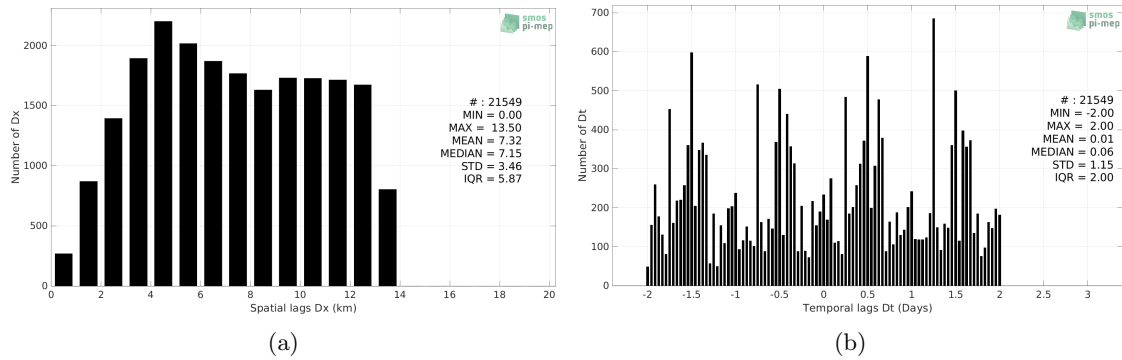 smos
pi-mep
2000
1500
1000
500
0
Number of Dx
# : 21549
MIN = 0.00
MAX = 13.50
MEAN = 7.32
MEDIAN = 7.15
STD = 3.46
IQR = 5.87
0 2 4 6 8 10 12 14 16 18 20
Spatial lags Dx (km)
(a)
smos
pi-mep
700
600
500
400
300
200
100
0
Number of Dt
# : 21549
MIN = -2.00
MAX = 2.00
MEAN = 0.01
MEDIAN = 0.06
STD = 1.15
IQR = 2.00
-2 -1.5 -1 -0.5 0 0.5 1 1.5 2 2.5 3
Temporal lags Dt (Days)
(b)